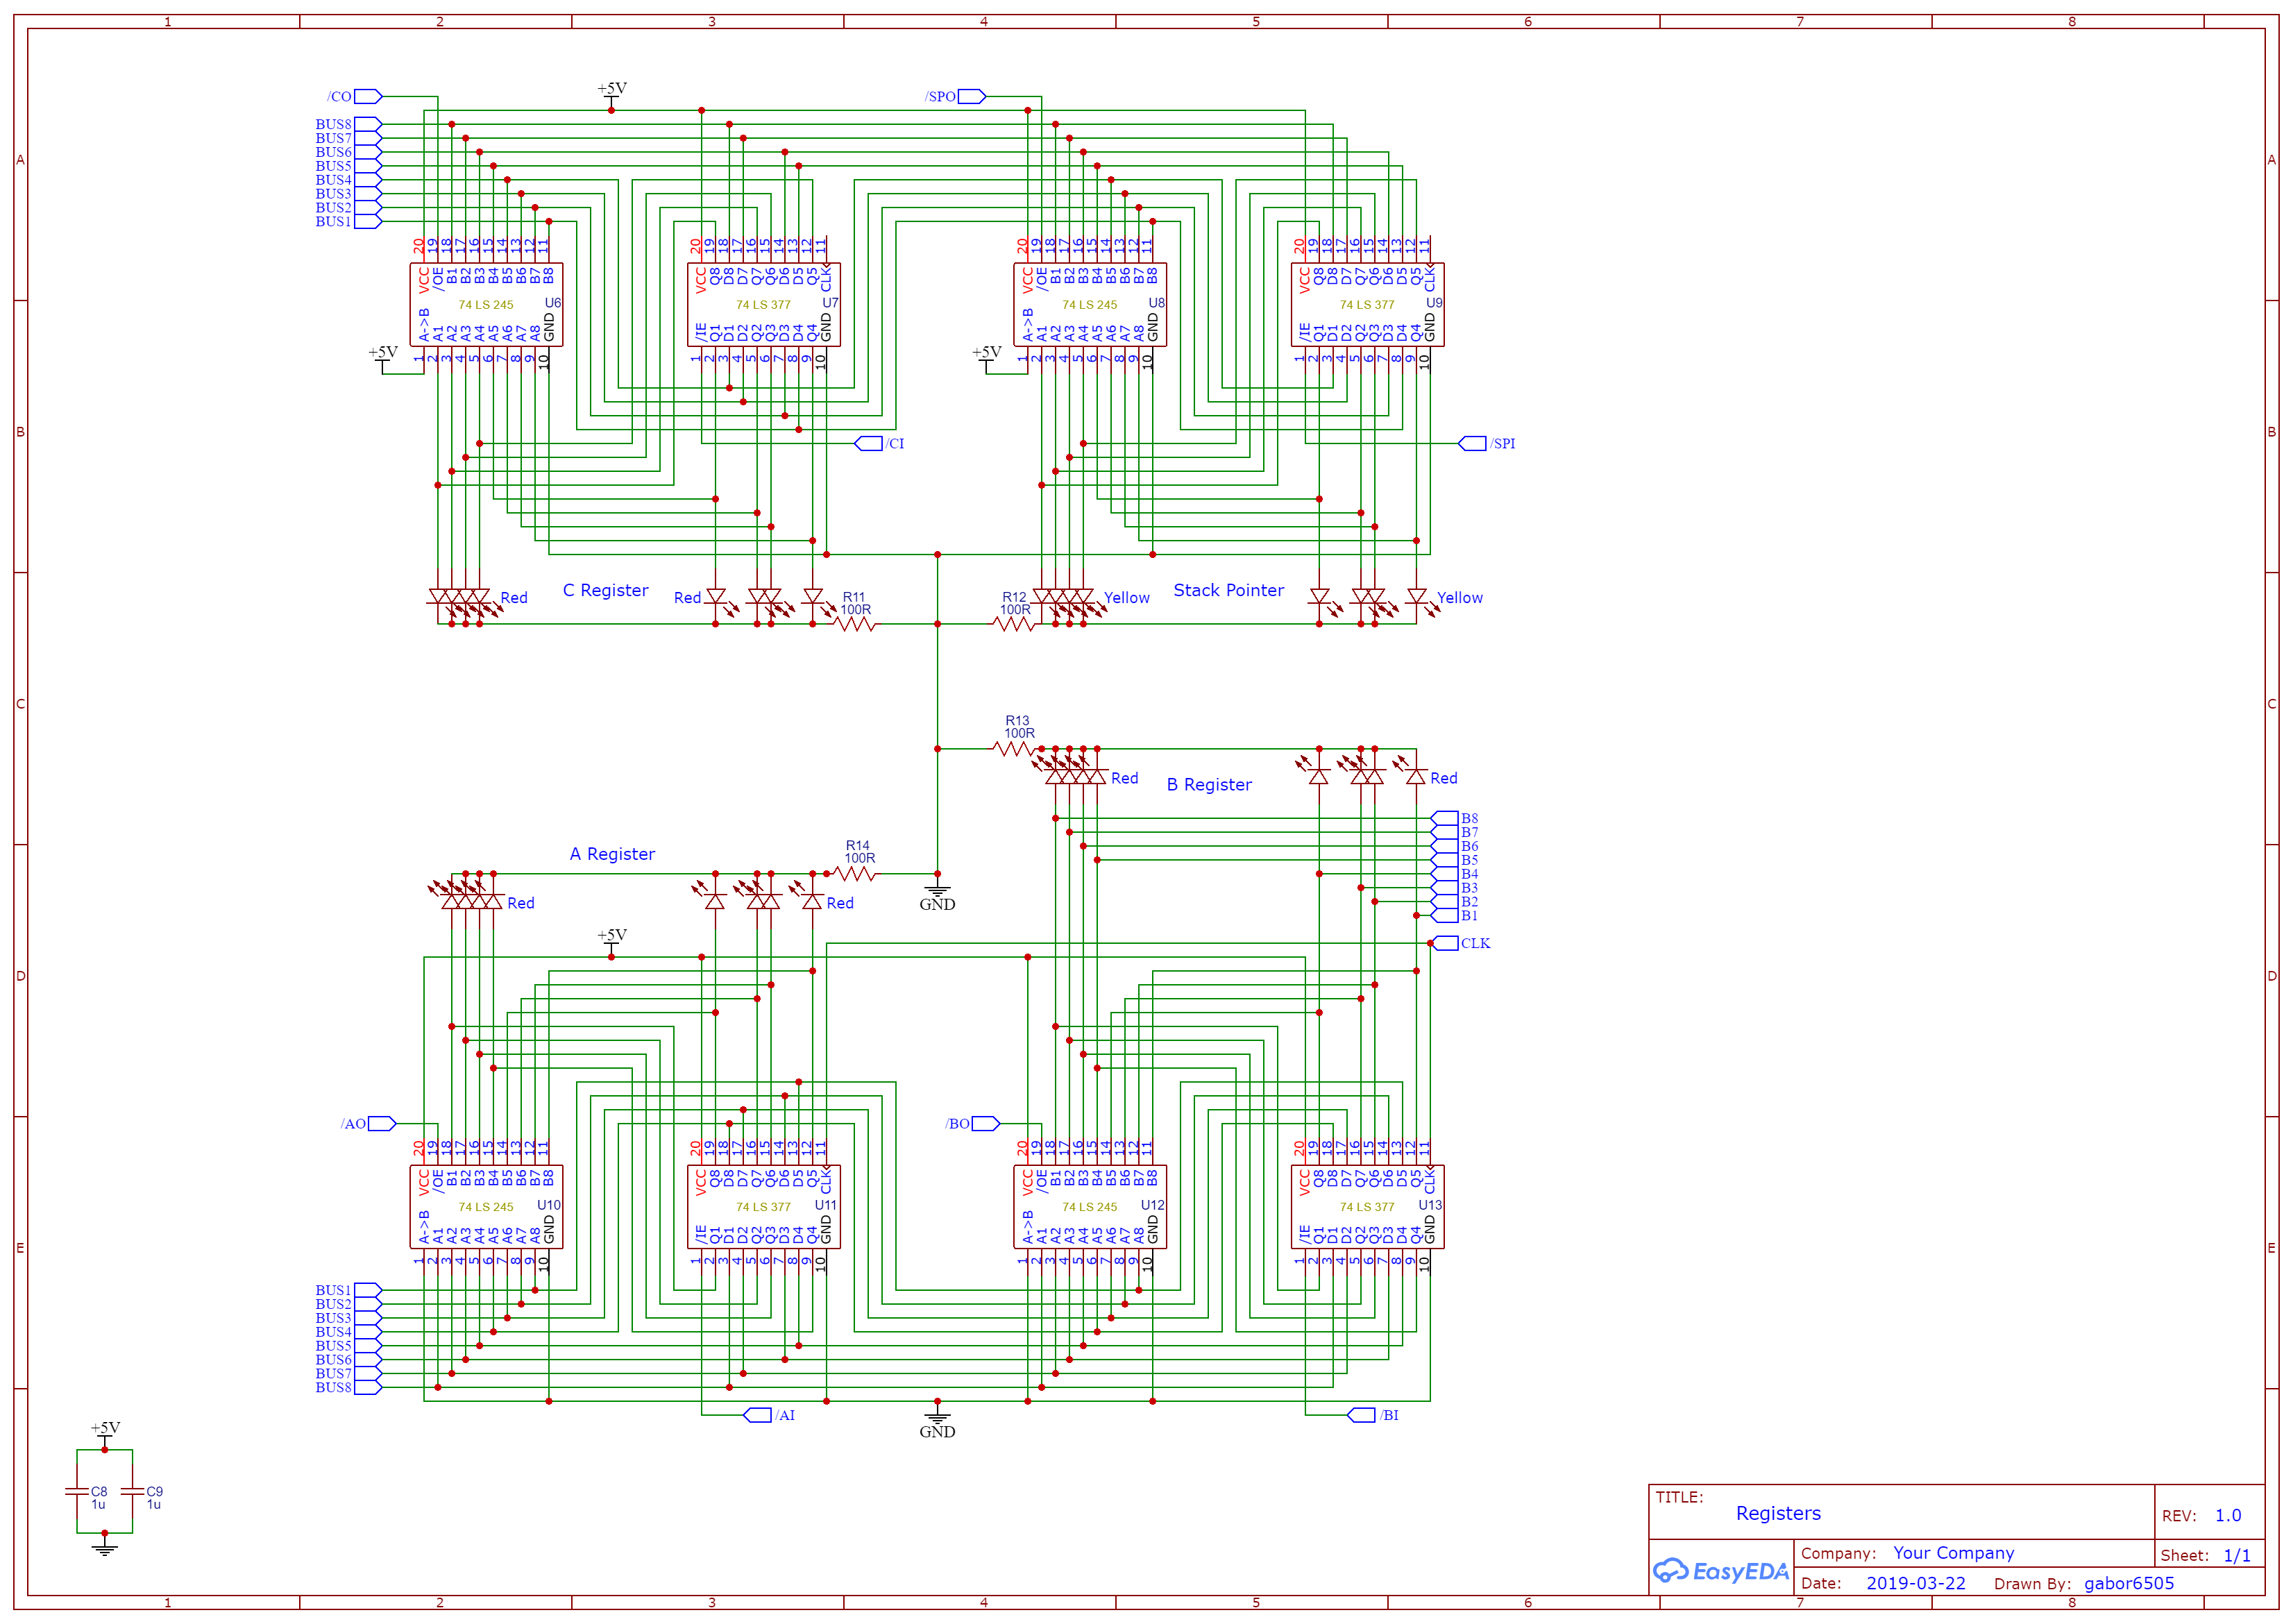 1 2 3 4 5 6 7 8
A A
/CO +5V /SPO
BUS8
BUS7
BUS6
BUS5
BUS4
BUS3
BUS2
BUS1
20 19 18 17 16 15 14 13 12 11
VCC /OE B1 B2 B3 B4 B5 B6 B7 B8
74 LS 245 U6
A->B A1 A2 A3 A4 A5 A6 A7 A8 GND
1 2 3 4 5 6 7 8 9 10
20 19 18 17 16 15 14 13 12 11
VCC Q8 D8 D7 Q7 Q6 D6 D5 Q5 CLK
74 LS 377 U7
/IE Q1 D1 D2 Q2 Q3 D3 D4 Q4 GND
1 2 3 4 5 6 7 8 9 10
20 19 18 17 16 15 14 13 12 11
VCC /OE B1 B2 B3 B4 B5 B6 B7 B8
74 LS 245 U8
A->B A1 A2 A3 A4 A5 A6 A7 A8 GND
1 2 3 4 5 6 7 8 9 10
20 19 18 17 16 15 14 13 12 11
VCC Q8 D8 D7 Q7 Q6 D6 D5 Q5 CLK
74 LS 377 U9
/IE Q1 D1 D2 Q2 Q3 D3 D4 Q4 GND
1 2 3 4 5 6 7 8 9 10
+5V +5V
B B
/CI /SPI
Red C Register Red R11
100R
R12
100R
Yellow Stack Pointer Yellow
C C
R13
100R
Red B Register Red
B8
B7
B6
B5
B4
B3
B2
B1
CLK
A Register R14
100R
Red Red GND
+5V
D D
/AO /BO
20 19 18 17 16 15 14 13 12 11
VCC /OE B1 B2 B3 B4 B5 B6 B7 B8
74 LS 245 U10
A->B A1 A2 A3 A4 A5 A6 A7 A8 GND
1 2 3 4 5 6 7 8 9 10
20 19 18 17 16 15 14 13 12 11
VCC Q8 D8 D7 Q7 Q6 D6 D5 Q5 CLK
74 LS 377 U11
/IE Q1 D1 D2 Q2 Q3 D3 D4 Q4 GND
1 2 3 4 5 6 7 8 9 10
20 19 18 17 16 15 14 13 12 11
VCC /OE B1 B2 B3 B4 B5 B6 B7 B8
74 LS 245 U12
A->B A1 A2 A3 A4 A5 A6 A7 A8 GND
1 2 3 4 5 6 7 8 9 10
20 19 18 17 16 15 14 13 12 11
VCC Q8 D8 D7 Q7 Q6 D6 D5 Q5 CLK
74 LS 377 U13
/IE Q1 D1 D2 Q2 Q3 D3 D4 Q4 GND
1 2 3 4 5 6 7 8 9 10
E E
BUS1
BUS2
BUS3
BUS4
BUS5
BUS6
BUS7
BUS8
/AI GND /BI
+5V
C8
1u
C9
1u
TITLE:
Registers
REV: 1.0
EasyEDA
Company: Your Company
Sheet: 1/1
Date: 2019-03-22 Drawn By: gabor6505
1 2 3 4 5 6 7 8